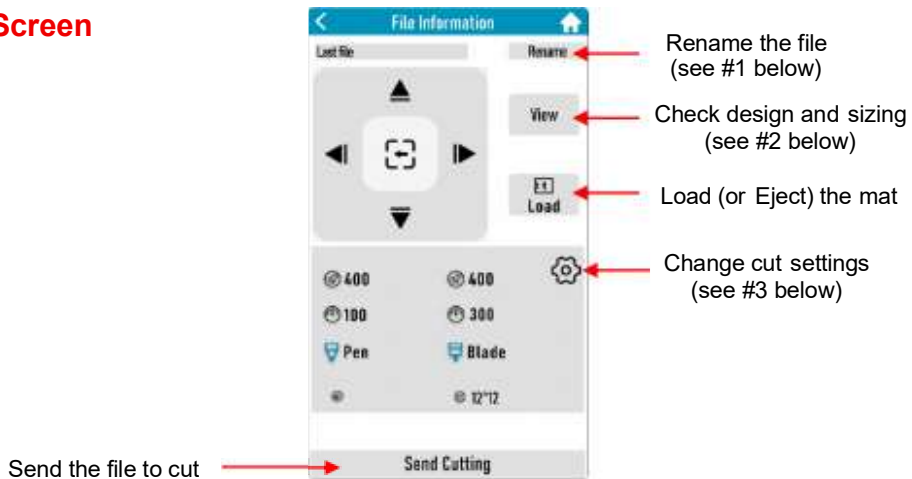 Screen
File Information
Last file
Rename
View
Load
400
400
100
300
Pen
Blade
12*12
Send Cutting
Rename the file
(see #1 below)
Check design and sizing
(see #2 below)
Load (or Eject) the mat
Change cut settings
(see #3 below)
Send the file to cut